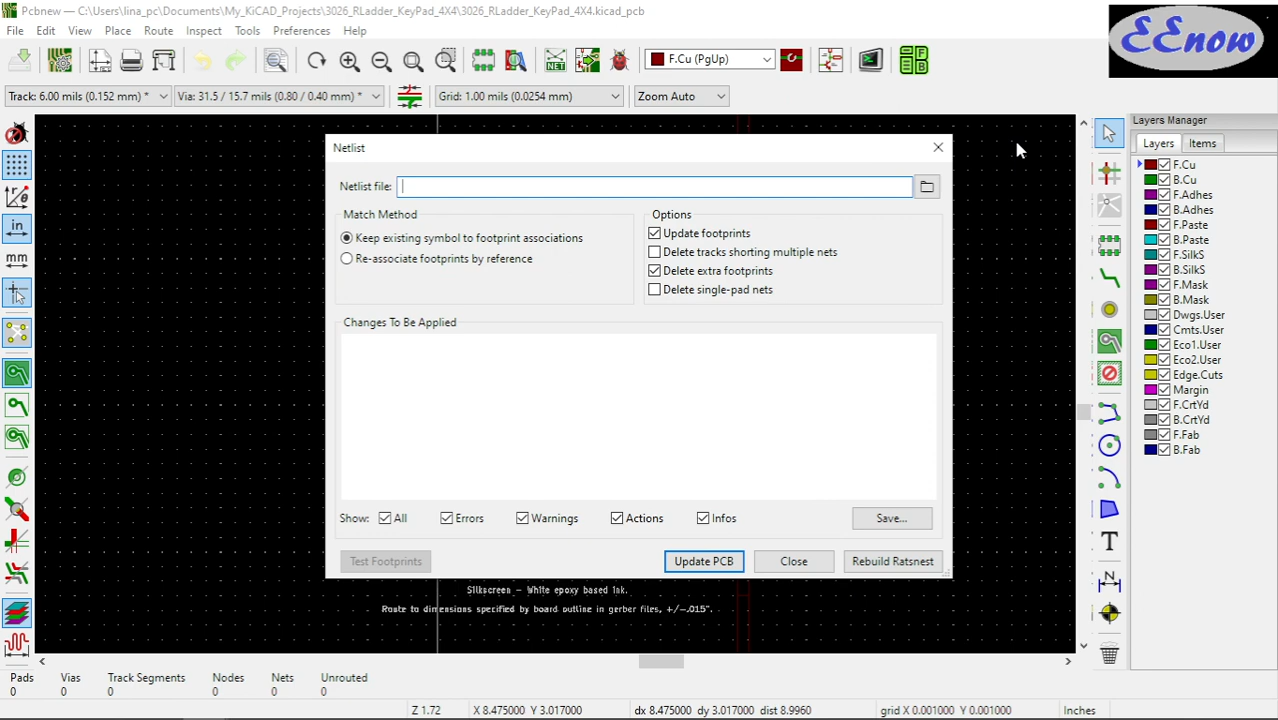 Pcbnew — C:\Users\lina_pc\Documents\My_KiCAD_Projects\3026_RLadder_KeyPad_4X4\3026_RLadder_KeyPad_4X4.kicad_pcb
EEnow
File Edit View Place Route Inspect Tools Preferences Help
NET
F.Cu (PgUp)
Track: 6.00 mils (0.152 mm) *
Via: 31.5 / 15.7 mils (0.80 / 0.40 mm) *
Grid: 1.00 mils (0.0254 mm)
Zoom Auto
in
mm
Netlist
Netlist file:
Match Method
Keep existing symbol to footprint associations
Re-associate footprints by reference
Options
Update footprints
Delete tracks shorting multiple nets
Delete extra footprints
Delete single-pad nets
Changes To Be Applied
Show: All Errors Warnings Actions Infos Save...
Test Footprints Update PCB Close Rebuild Ratsnest
Silkscreen – White epoxy based ink.
Route to dimensions specified by board outline in gerber files, +/-.015".
T
N
Layers Manager
Layers Items
F.Cu
B.Cu
F.Adhes
B.Adhes
F.Paste
B.Paste
F.SilkS
B.SilkS
F.Mask
B.Mask
Dwgs.User
Cmts.User
Eco1.User
Eco2.User
Edge.Cuts
Margin
F.CrtYd
B.CrtYd
F.Fab
B.Fab
Pads Vias Track Segments Nodes Nets Unrouted
0 0 0 0 0 0
Z 1.72 X 8.475000 Y 3.017000 dx 8.475000 dy 3.017000 dist 8.9960 grid X 0.001000 Y 0.001000 Inches